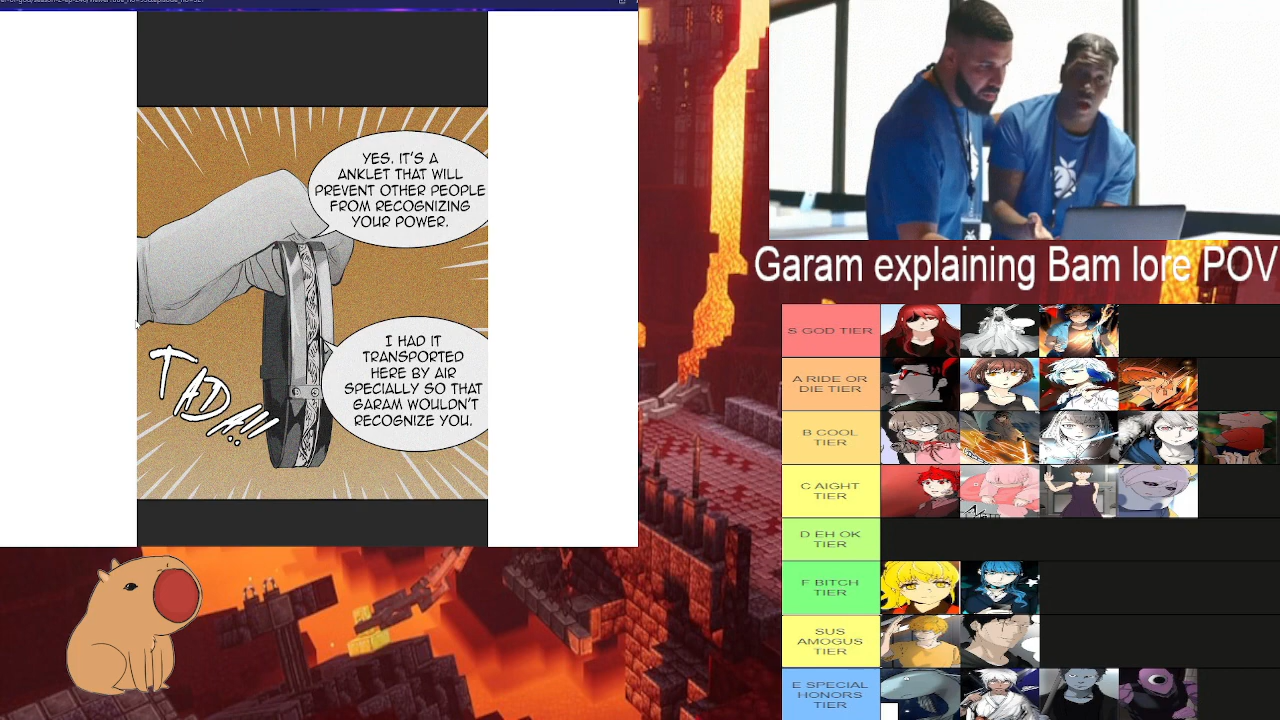 YES. IT'S A
ANKLET THAT WILL
PREVENT OTHER PEOPLE
FROM RECOGNIZING
YOUR POWER.
I HAD IT
TRANSPORTED
HERE BY AIR
SPECIALLY SO THAT
GARAM WOULDN'T
RECOGNIZE YOU.
TADA!!!
Garam explaining Bam lore POV
S GOD TIER
A RIDE OR
DIE TIER
B COOL
TIER
C AIGHT
TIER
D EH OK
TIER
F BITCH
TIER
SUS
AMOGUS
TIER
E SPECIAL
HONORS
TIER